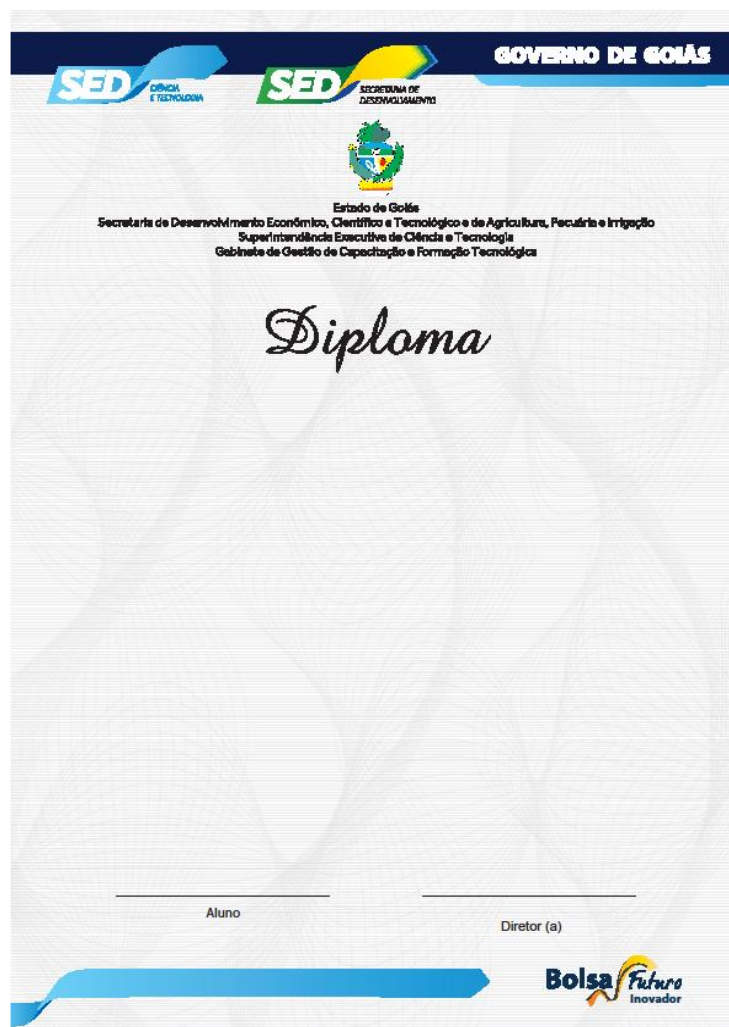 GOVERNO DE GOIÁS
SED CIÊNCIA
E TECNOLOGIA
SED SECRETARIA DE
DESENVOLVIMENTO
Estado de Goiás
Secretaria de Desenvolvimento Econômico, Científico e Tecnológico e de Agricultura, Pecuária e Irrigação
Superintendência Executiva de Ciência e Tecnologia
Gabinete de Gestão de Capacitação e Formação Tecnológica
Diploma
Aluno
Diretor (a)
Bolsa Futuro
Inovador